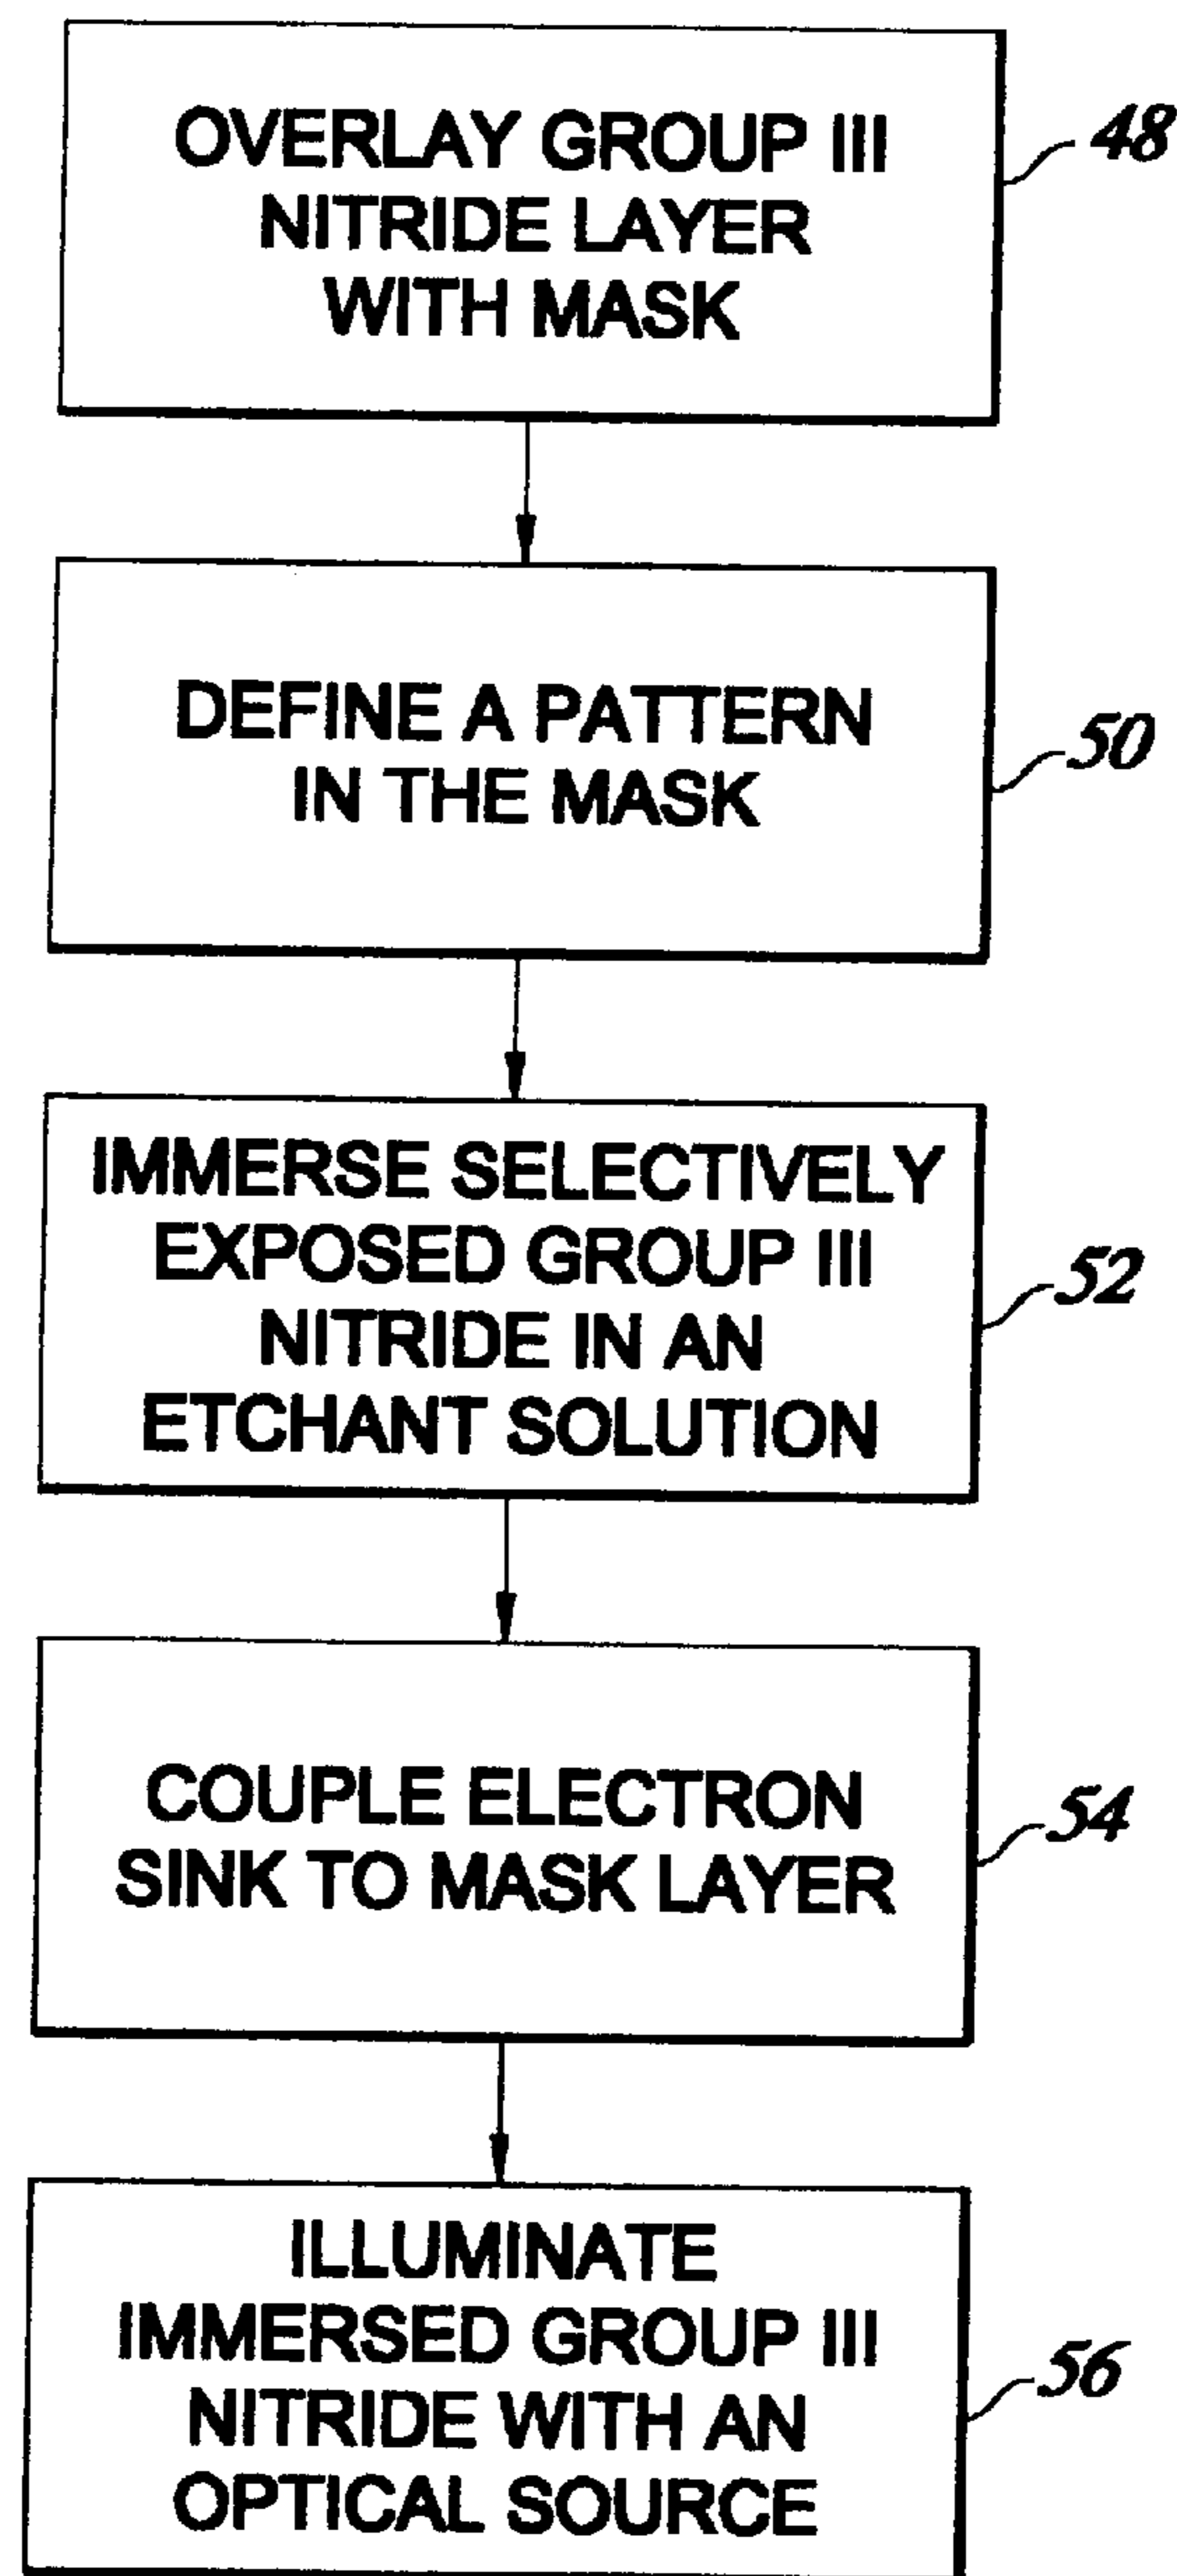 OVERLAY GROUP III
NITRIDE LAYER
WITH MASK
48
DEFINE A PATTERN
IN THE MASK
50
IMMERSE SELECTIVELY
EXPOSED GROUP III
NITRIDE IN AN
ETCHANT SOLUTION
52
COUPLE ELECTRON
SINK TO MASK LAYER
54
ILLUMINATE
IMMERSED GROUP III
NITRIDE WITH AN
OPTICAL SOURCE
56